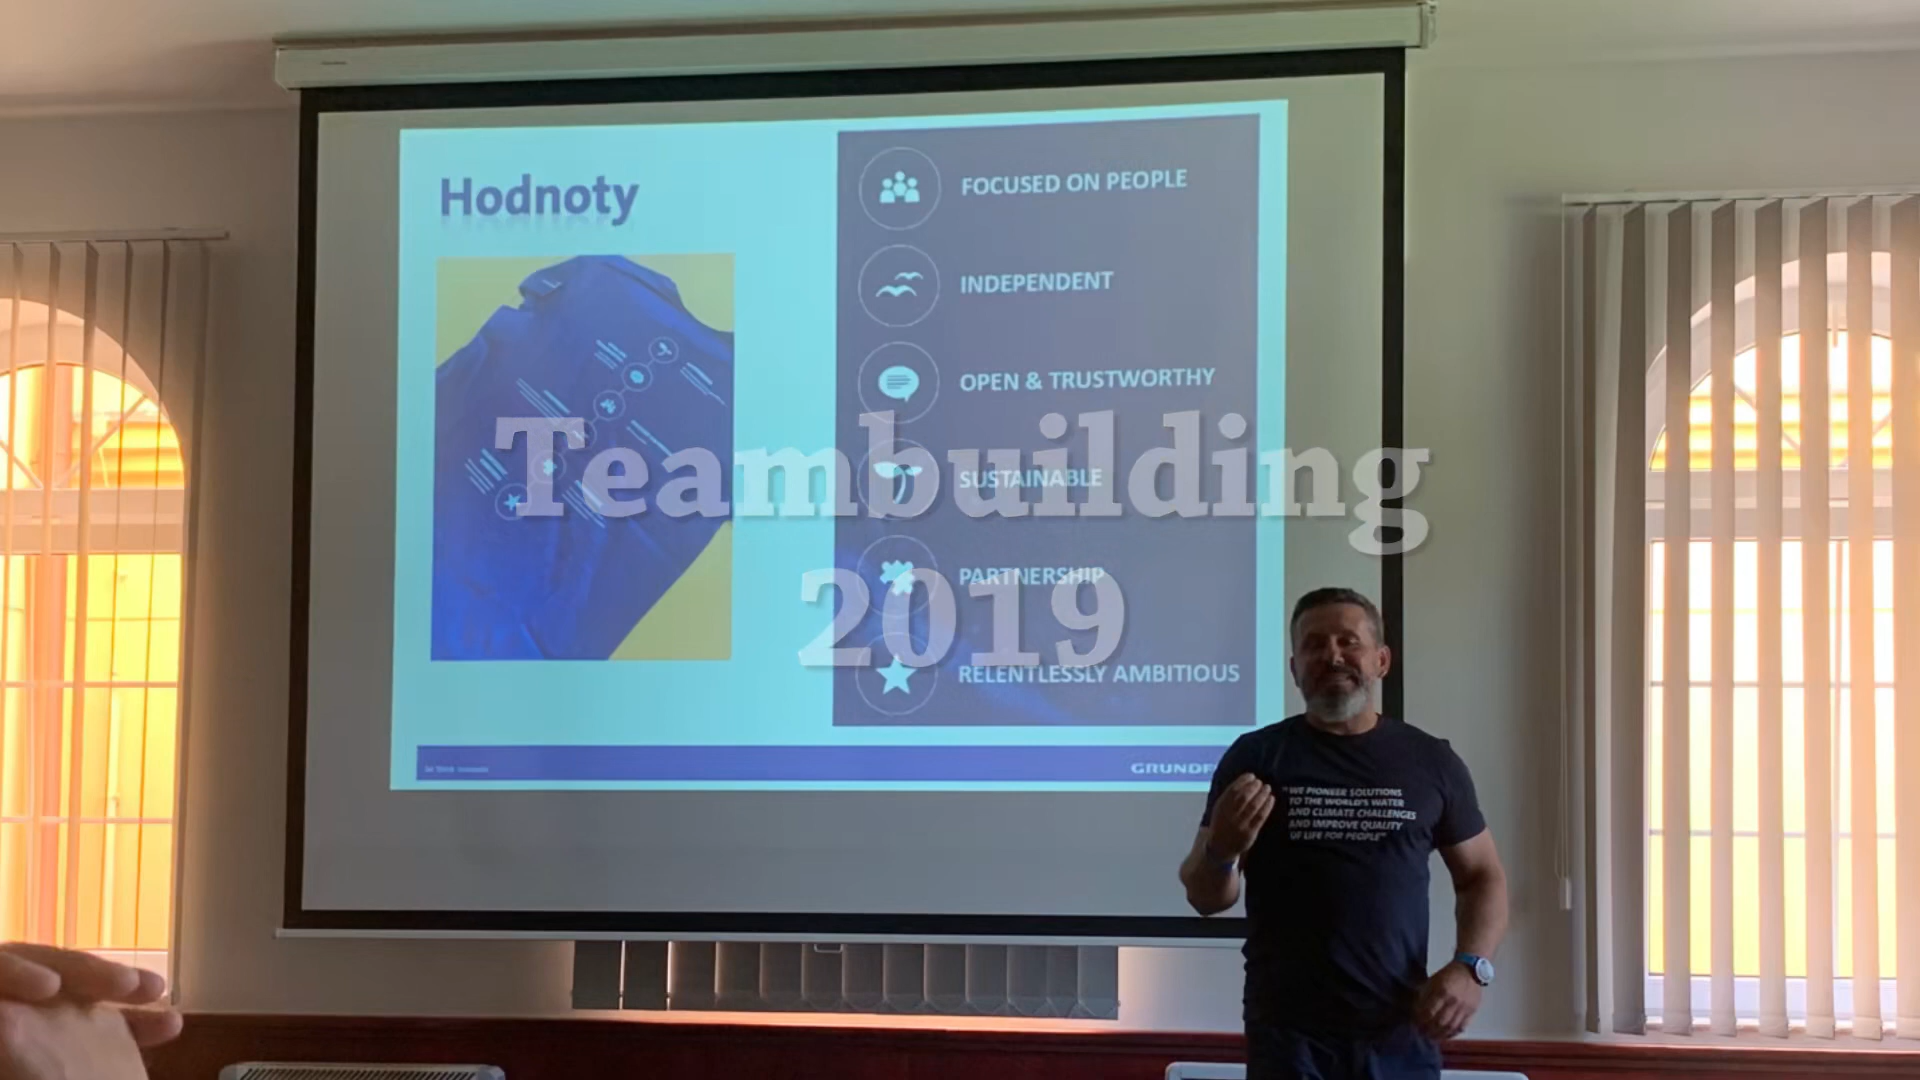 Hodnoty
FOCUSED ON PEOPLE
INDEPENDENT
OPEN & TRUSTWORTHY
SUSTAINABLE
PARTNERSHIP
RELENTLESSLY AMBITIOUS
Teambuilding
2019
"WE PIONEER SOLUTIONS
TO THE WORLD'S WATER
AND CLIMATE CHALLENGES
AND IMPROVE QUALITY
OF LIFE FOR PEOPLE"